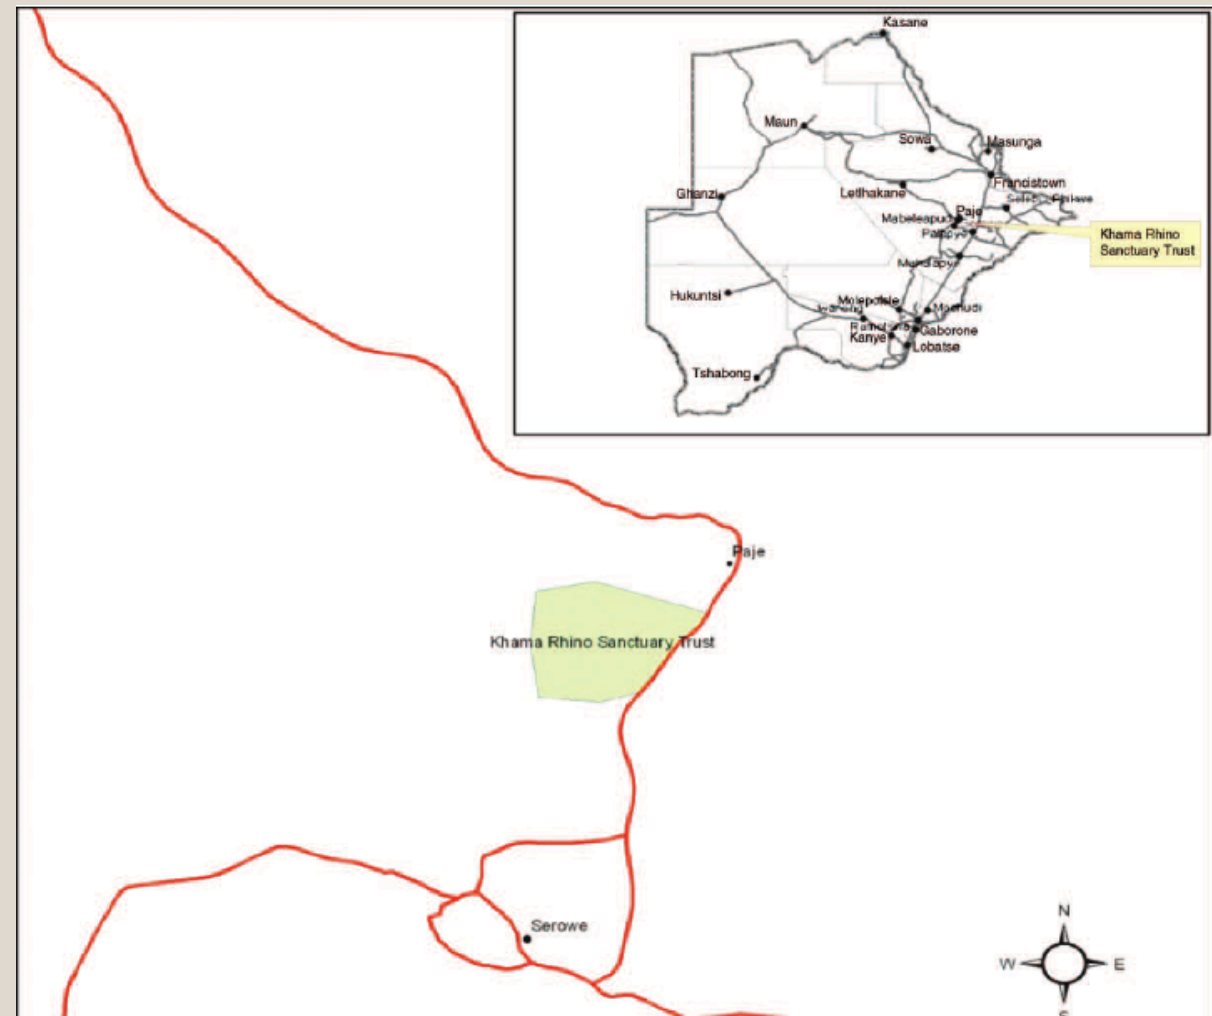 Kasane
Maun
Sowa
Masunga
Francistown
Ghanzi
Letlhakane
Paje
Mabeleapudi
Khama Rhino
Sanctuary Trust
Hukuntsi
Molepolole
Mochudi
Gaborone
Kanye
Lobatse
Tshabong
Paje
Khama Rhino Sanctuary Trust
Serowe
N
W
E
S